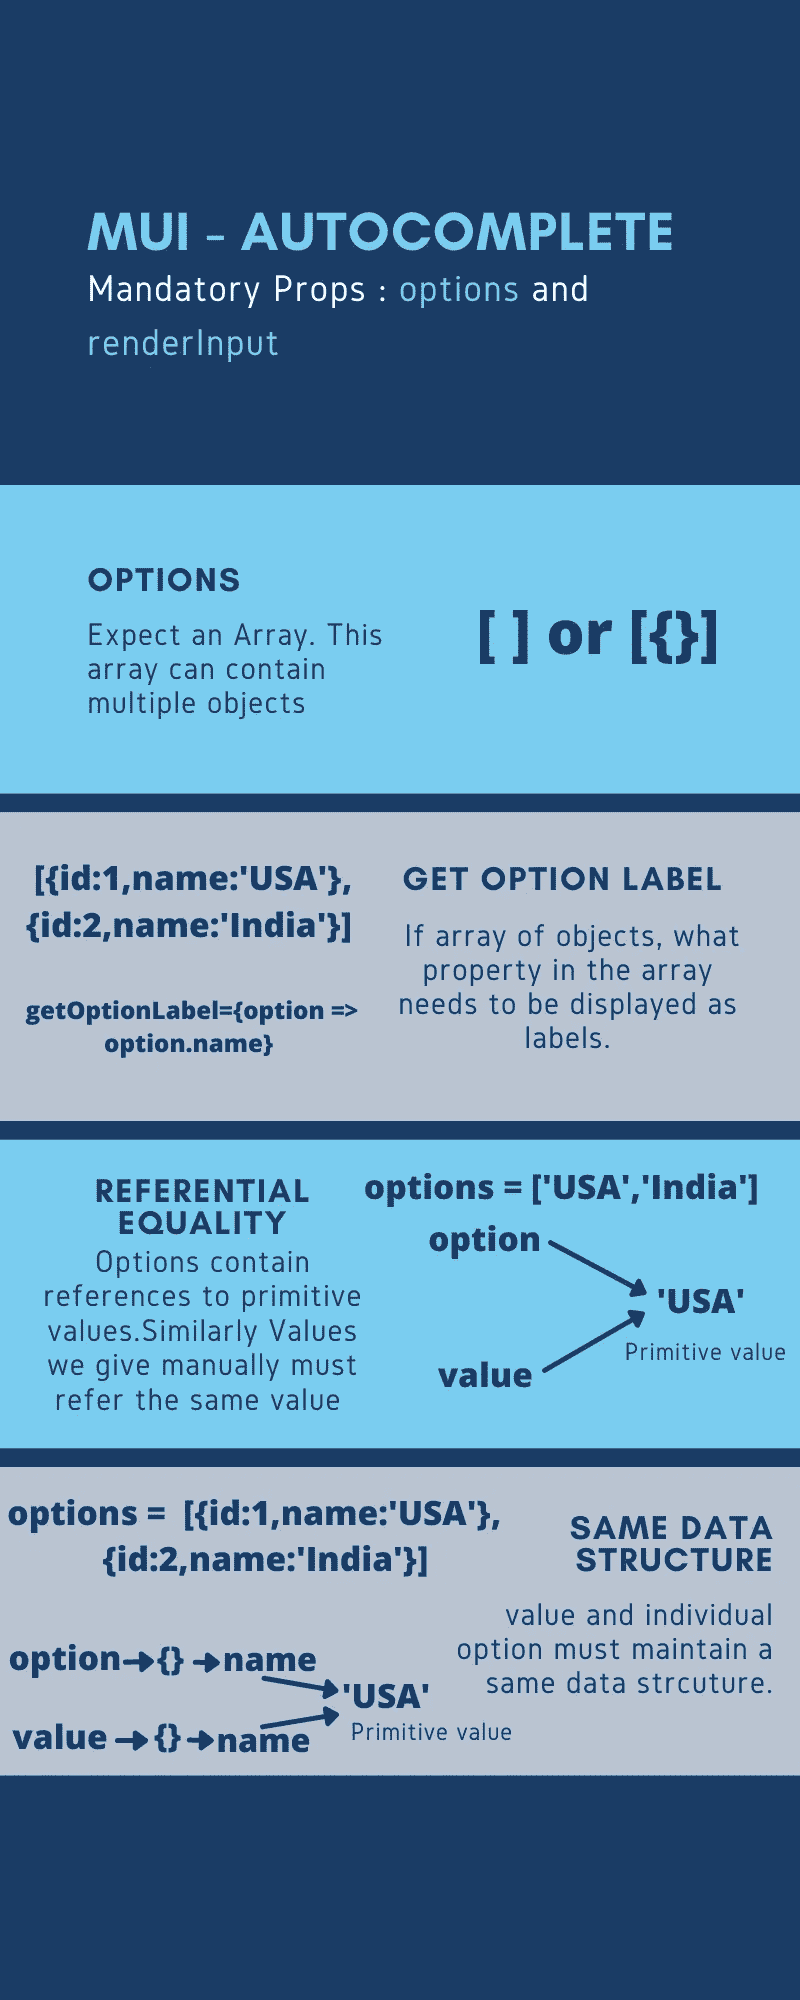 MUI - AUTOCOMPLETE
Mandatory Props : options and
renderInput
OPTIONS
Expect an Array. This
array can contain
multiple objects
[ ] or [{}]
[{id:1,name:'USA'},
{id:2,name:'India'}]
getOptionLabel={option =>
option.name}
GET OPTION LABEL
If array of objects, what
property in the array
needs to be displayed as
labels.
REFERENTIAL
EQUALITY
Options contain
references to primitive
values.Similarly Values
we give manually must
refer the same value
options = ['USA','India']
option
'USA'
Primitive value
value
options = [{id:1,name:'USA'},
{id:2,name:'India'}]
option→{}→name
'USA'
Primitive value
value→{}→name
SAME DATA
STRUCTURE
value and individual
option must maintain a
same data strcuture.